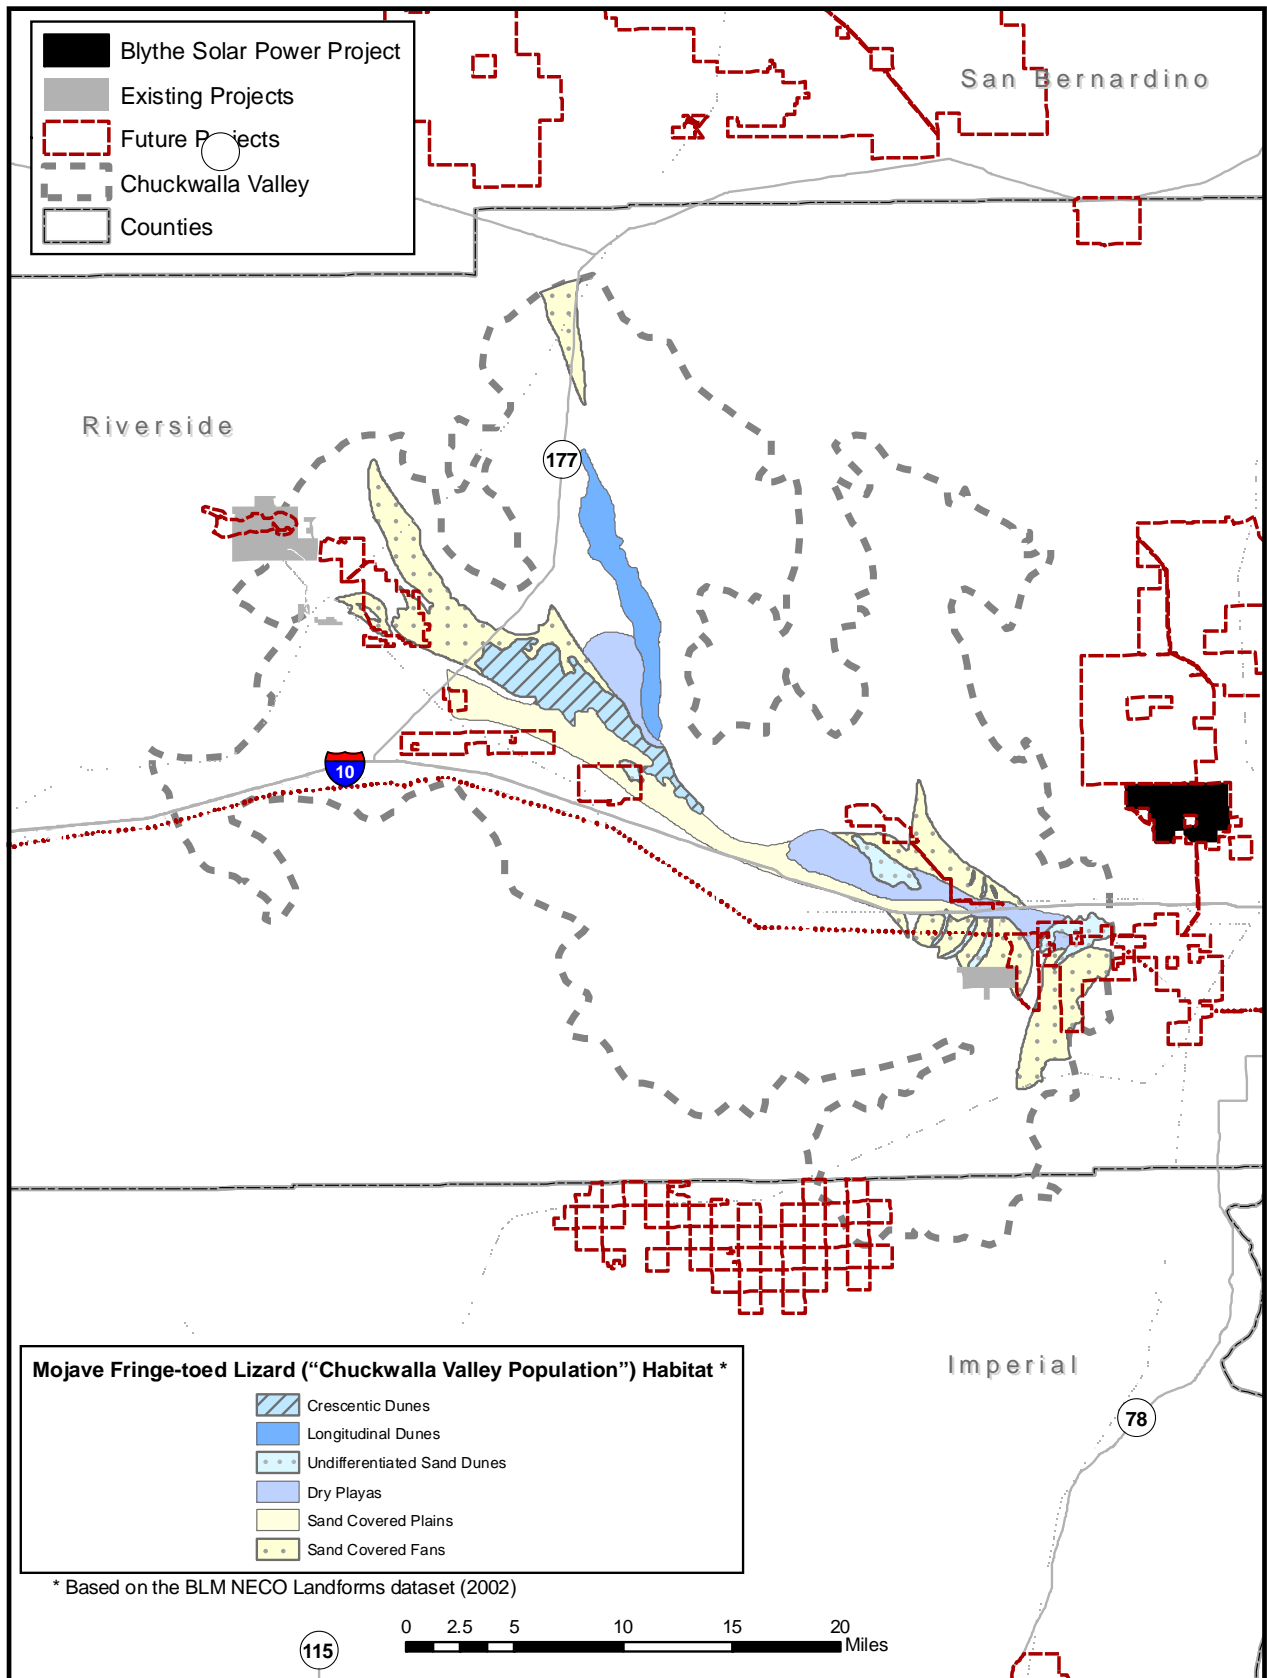 Blythe Solar Power Project
Existing Projects
Future Projects
Chuckwalla Valley
Counties
San Bernardino
Riverside
177
10
Imperial
78
Mojave Fringe-toed Lizard (“Chuckwalla Valley Population”) Habitat *
Crescentic Dunes
Longitudinal Dunes
Undifferentiated Sand Dunes
Dry Playas
Sand Covered Plains
Sand Covered Fans
* Based on the BLM NECO Landforms dataset (2002)
0 2.5 5 10 15 20
Miles
115